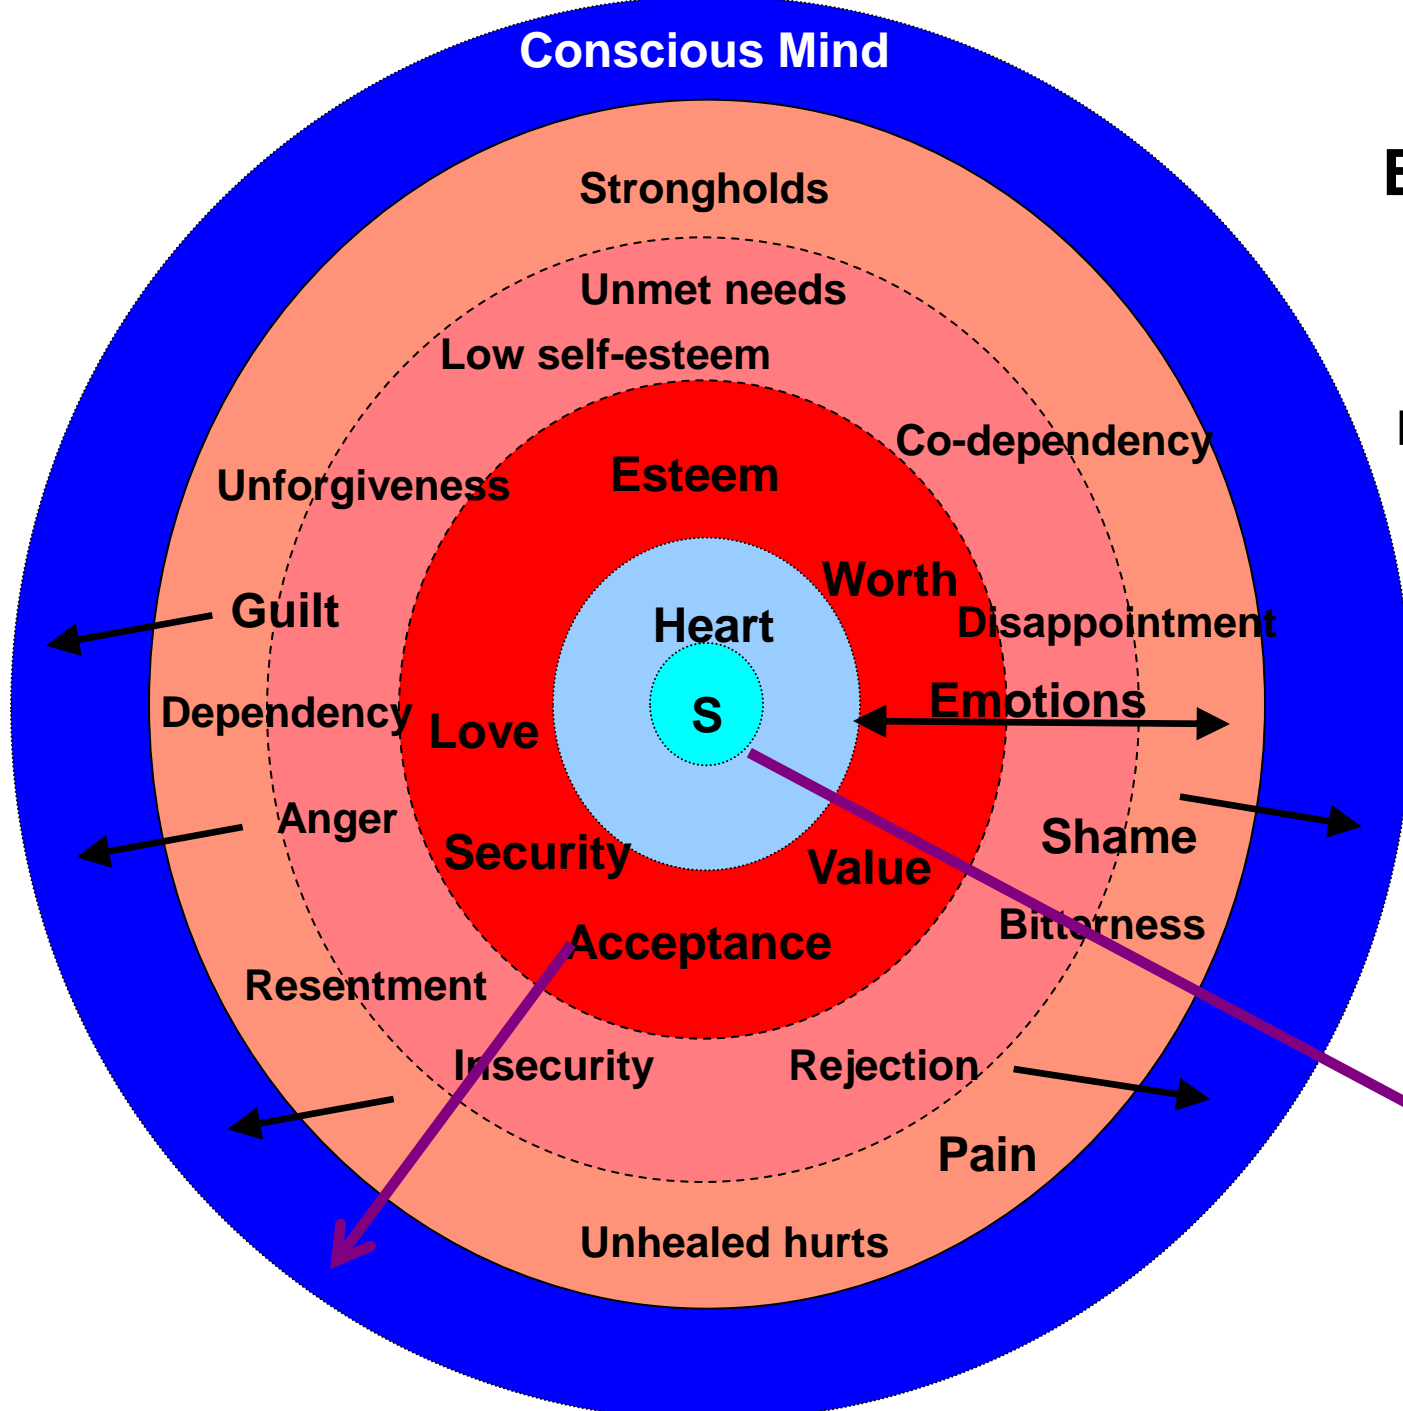 Conscious Mind
Strongholds
Unmet needs
Low self-esteem
Co-dependency
Esteem
Unforgiveness
Worth
Guilt
Heart
Disappointment
Emotions
Dependency
Love
S
Anger
Shame
Security
Value
Bitterness
Acceptance
Resentment
Insecurity
Rejection
Pain
Unhealed hurts